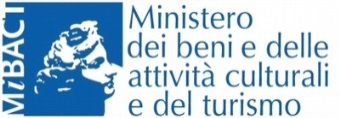 MiBACT
Ministero
dei beni e delle
attività culturali
e del turismo